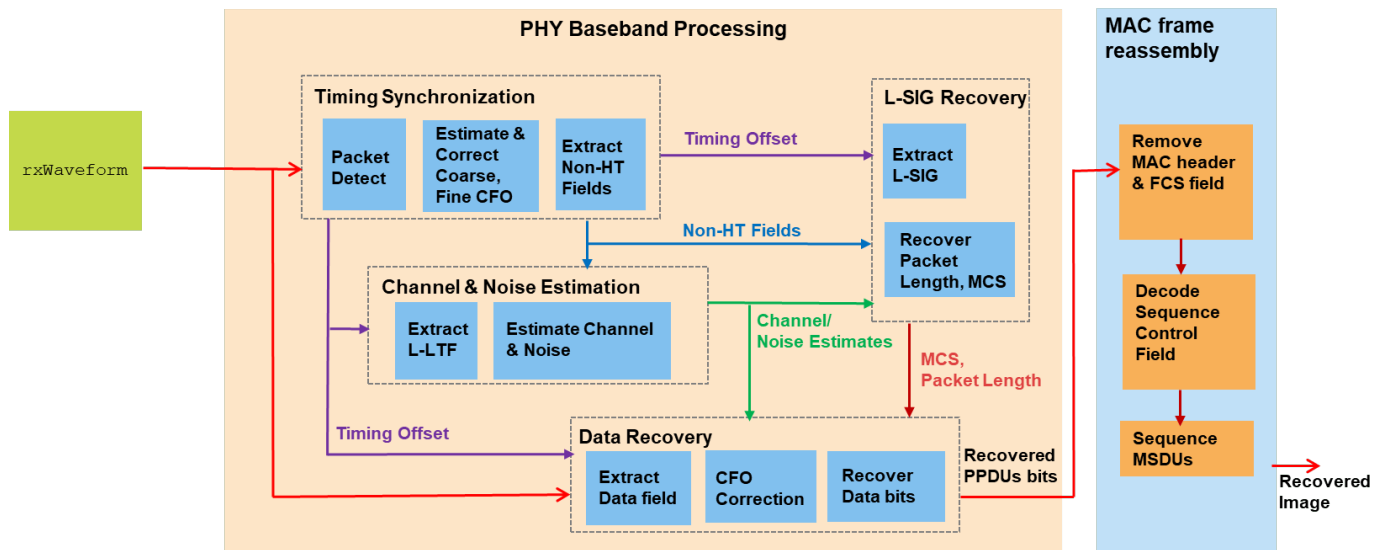 PHY Baseband Processing
MAC frame
reassembly
rxWaveform
Timing Synchronization
Packet
Detect
Estimate &
Correct
Coarse,
Fine CFO
Extract
Non-HT
Fields
Timing Offset
L-SIG Recovery
Extract
L-SIG
Non-HT Fields
Recover
Packet
Length, MCS
Channel & Noise Estimation
Extract
L-LTF
Estimate Channel
& Noise
Channel/
Noise Estimates
MCS,
Packet Length
Timing Offset
Data Recovery
Extract
Data field
CFO
Correction
Recover
Data bits
Recovered
PPDUs bits
Remove
MAC header
& FCS field
Decode
Sequence
Control
Field
Sequence
MSDUs
Recovered
Image